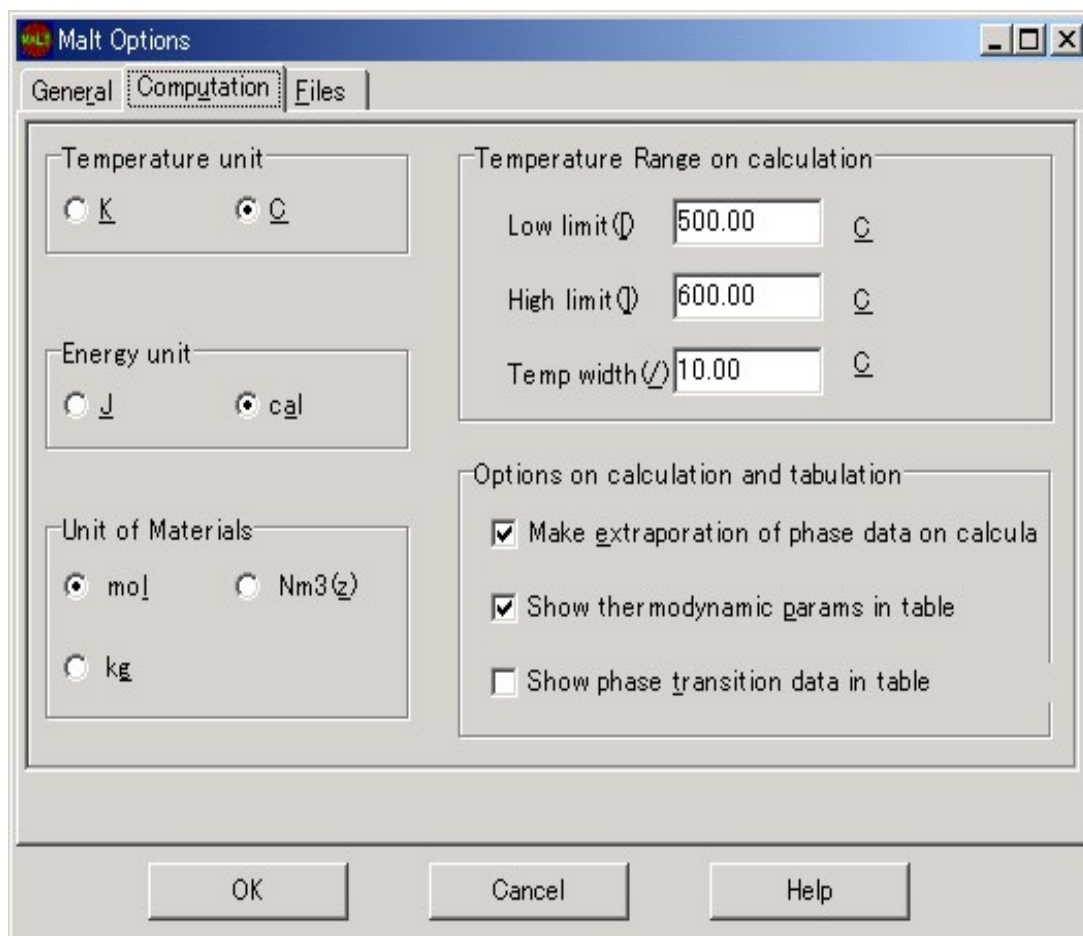 MALT Malt Options
General Computation Files
Temperature unit
K C
Energy unit
J cal
Unit of Materials
mol Nm3(z)
kg
Temperature Range on calculation
Low limit([) 500.00 C
High limit(]) 600.00 C
Temp width(/) 10.00 C
Options on calculation and tabulation
Make extraporation of phase data on calcula
Show thermodynamic params in table
Show phase transition data in table
OK Cancel Help